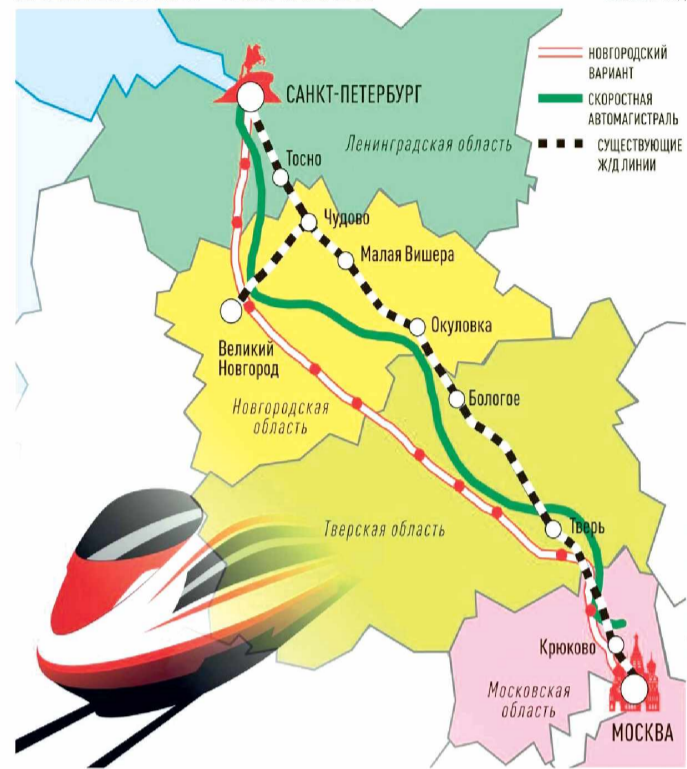 НОВГОРОДСКИЙ
ВАРИАНТ
СКОРОСТНАЯ
АВТОМАГИСТРАЛЬ
СУЩЕСТВУЮЩИЕ
Ж/Д ЛИНИИ
САНКТ-ПЕТЕРБУРГ
Ленинградская область
Тосно
Чудово
Малая Вишера
Окуловка
Великий
Новгород
Бологое
Новгородская
область
Тверская область
Тверь
Крюково
Московская
область
МОСКВА